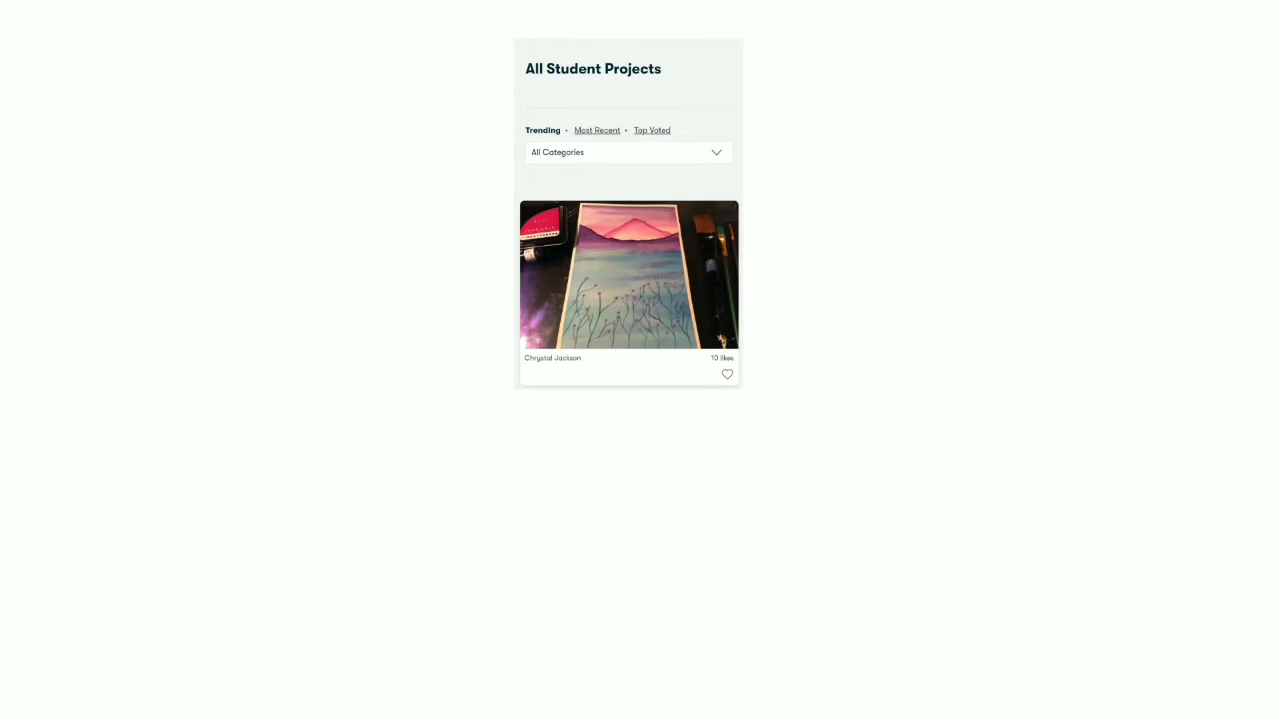 All Student Projects
Trending · Most Recent · Top Voted
All Categories
Chrystal Jackson
10 likes